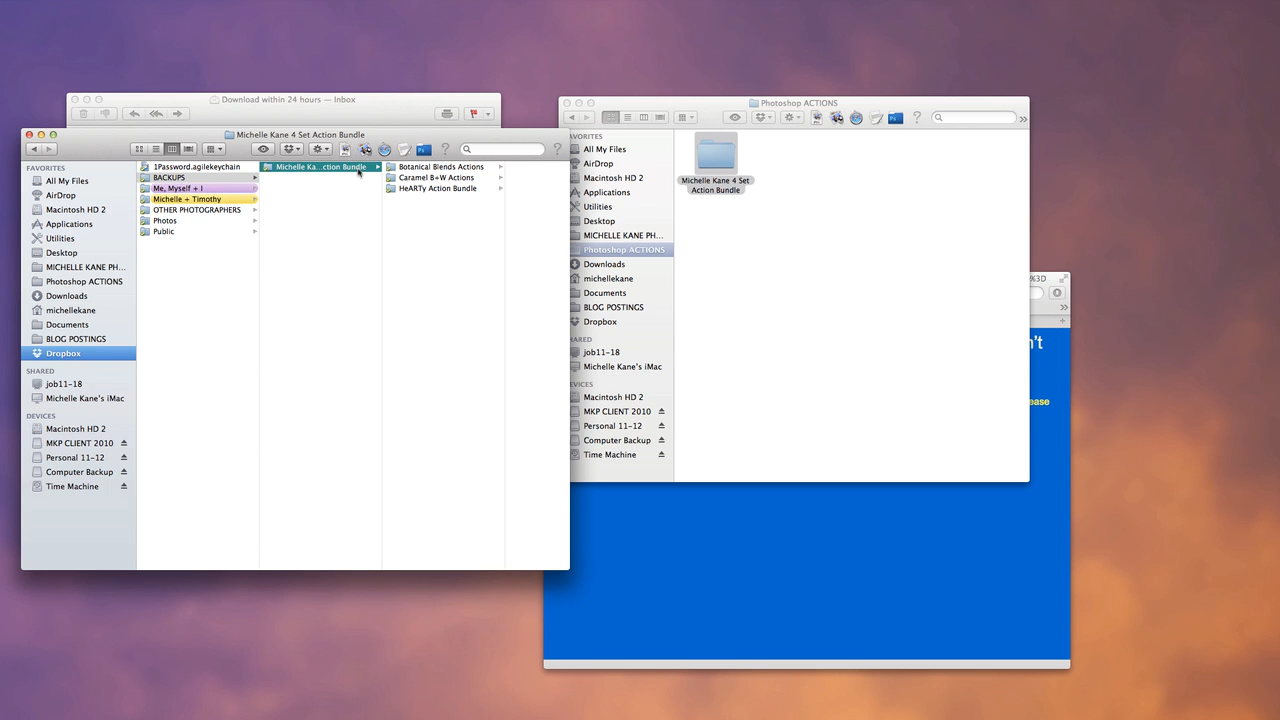 Download within 24 hours — Inbox
Michelle Kane 4 Set Action Bundle
FAVORITES
All My Files
AirDrop
Macintosh HD 2
Applications
Utilities
Desktop
MICHELLE KANE PH...
Photoshop ACTIONS
Downloads
michellekane
Documents
BLOG POSTINGS
Dropbox
SHARED
job11-18
Michelle Kane's iMac
DEVICES
Macintosh HD 2
MKP CLIENT 2010
Personal 11-12
Computer Backup
Time Machine
1Password.agilekeychain
BACKUPS
Me, Myself + I
Michelle + Timothy
OTHER PHOTOGRAPHERS
Photos
Public
Michelle Ka...ction Bundle
Botanical Blends Actions
Caramel B+W Actions
HeARTy Action Bundle
Photoshop ACTIONS
AVORITES
All My Files
AirDrop
Macintosh HD 2
Applications
Utilities
Desktop
MICHELLE KANE PH...
Photoshop ACTIONS
Downloads
michellekane
Documents
BLOG POSTINGS
Dropbox
HARED
job11-18
Michelle Kane's iMac
EVICES
Macintosh HD 2
MKP CLIENT 2010
Personal 11-12
Computer Backup
Time Machine
Michelle Kane 4 Set
Action Bundle
%3D
n't
ease